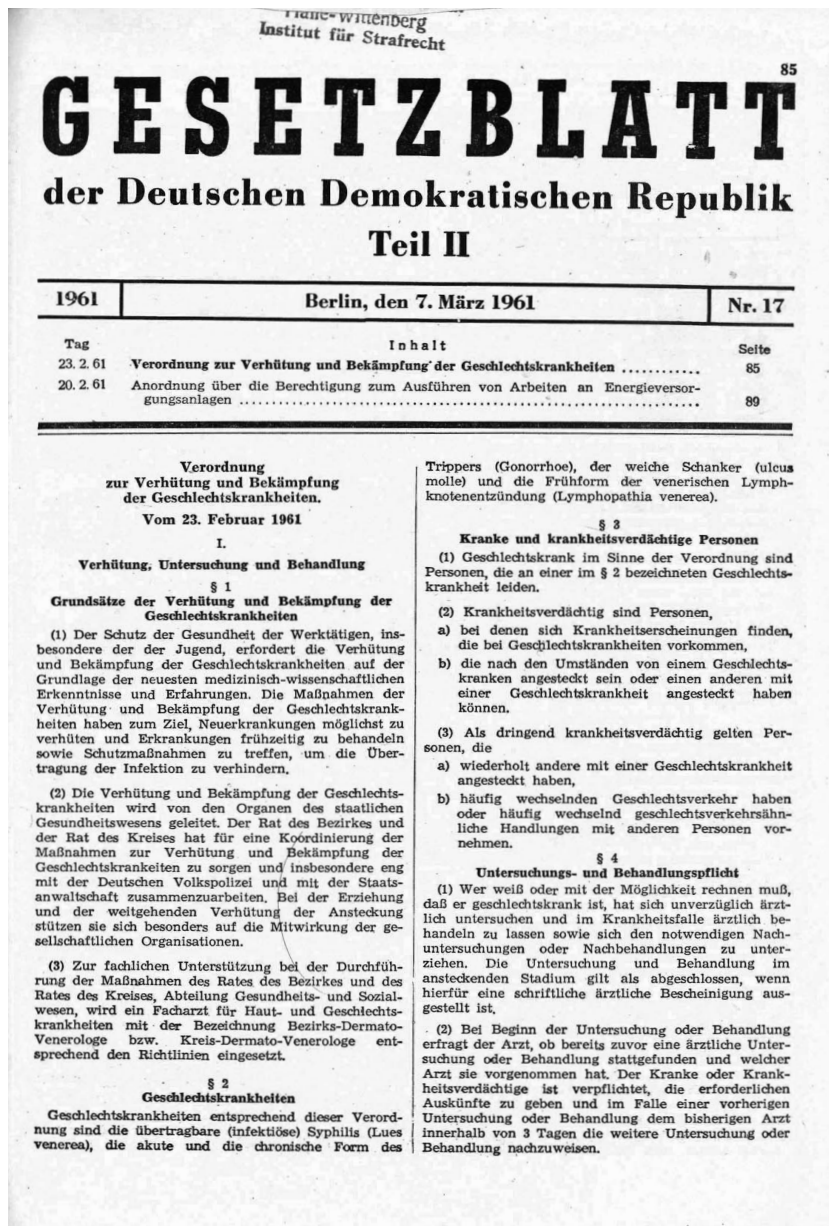 Halle-Wittenberg
Institut für Strafrecht
85
GESETZBLATT
der Deutschen Demokratischen Republik
Teil II
1961
Berlin, den 7. März 1961
Nr. 17
Tag
Inhalt
Seite
23. 2. 61 Verordnung zur Verhütung und Bekämpfung der Geschlechtskrankheiten ............ 85
20. 2. 61 Anordnung über die Berechtigung zum Ausführen von Arbeiten an Energieversor-
gungsanlagen ............................................................... 89
Verordnung
zur Verhütung und Bekämpfung
der Geschlechtskrankheiten.
Vom 23. Februar 1961
I.
Verhütung, Untersuchung und Behandlung
§ 1
Grundsätze der Verhütung und Bekämpfung der
Geschlechtskrankheiten
(1) Der Schutz der Gesundheit der Werktätigen, ins-
besondere der der Jugend, erfordert die Verhütung
und Bekämpfung der Geschlechtskrankheiten auf der
Grundlage der neuesten medizinisch-wissenschaftlichen
Erkenntnisse und Erfahrungen. Die Maßnahmen der
Verhütung und Bekämpfung der Geschlechtskrank-
heiten haben zum Ziel, Neuerkrankungen möglichst zu
verhüten und Erkrankungen frühzeitig zu behandeln
sowie Schutzmaßnahmen zu treffen, um die Über-
tragung der Infektion zu verhindern.
(2) Die Verhütung und Bekämpfung der Geschlechts-
krankheiten wird von den Organen des staatlichen
Gesundheitswesens geleitet. Der Rat des Bezirkes und
der Rat des Kreises hat für eine Koordinierung der
Maßnahmen zur Verhütung und Bekämpfung der
Geschlechtskrankeiten zu sorgen und insbesondere eng
mit der Deutschen Volkspolizei und mit der Staats-
anwaltschaft zusammenzuarbeiten. Bei der Erziehung
und der weitgehenden Verhütung der Ansteckung
stützen sie sich besonders auf die Mitwirkung der ge-
sellschaftlichen Organisationen.
(3) Zur fachlichen Unterstützung bei der Durchfüh-
rung der Maßnahmen des Rates des Bezirkes und des
Rates des Kreises, Abteilung Gesundheits- und Sozial-
wesen, wird ein Facharzt für Haut- und Geschlechts-
krankheiten mit der Bezeichnung Bezirks-Dermato-
Venerologe bzw. Kreis-Dermato-Venerologe ent-
sprechend den Richtlinien eingesetzt.
§ 2
Geschlechtskrankheiten
Geschlechtskrankheiten entsprechend dieser Verord-
nung sind die übertragbare (infektiöse) Syphilis (Lues
venerea), die akute und die chronische Form des
Trippers (Gonorrhoe), der weiche Schanker (ulcus
molle) und die Frühform der venerischen Lymph-
knotenentzündung (Lymphopathia venerea).
§ 3
Kranke und krankheitsverdächtige Personen
(1) Geschlechtskrank im Sinne der Verordnung sind
Personen, die an einer im § 2 bezeichneten Geschlechts-
krankheit leiden.
(2) Krankheitsverdächtig sind Personen,
a) bei denen sich Krankheitserscheinungen finden,
die bei Geschlechtskrankheiten vorkommen,
b) die nach den Umständen von einem Geschlechts-
kranken angesteckt sein oder einen anderen mit
einer Geschlechtskrankheit angesteckt haben
können.
(3) Als dringend krankheitsverdächtig gelten Per-
sonen, die
a) wiederholt andere mit einer Geschlechtskrankheit
angesteckt haben,
b) häufig wechselnden Geschlechtsverkehr haben
oder häufig wechselnd geschlechtsverkehrsähn-
liche Handlungen mit anderen Personen vor-
nehmen.
§ 4
Untersuchungs- und Behandlungspflicht
(1) Wer weiß oder mit der Möglichkeit rechnen muß,
daß er geschlechtskrank ist, hat sich unverzüglich ärzt-
lich untersuchen und im Krankheitsfalle ärztlich be-
handeln zu lassen sowie sich den notwendigen Nach-
untersuchungen oder Nachbehandlungen zu unter-
ziehen. Die Untersuchung und Behandlung im
ansteckenden Stadium gilt als abgeschlossen, wenn
hierfür eine schriftliche ärztliche Bescheinigung aus-
gestellt ist.
(2) Bei Beginn der Untersuchung oder Behandlung
erfragt der Arzt, ob bereits zuvor eine ärztliche Unter-
suchung oder Behandlung stattgefunden und welcher
Arzt sie vorgenommen hat. Der Kranke oder Krank-
heitsverdächtige ist verpflichtet, die erforderlichen
Auskünfte zu geben und im Falle einer vorherigen
Untersuchung oder Behandlung dem bisherigen Arzt
innerhalb von 3 Tagen die weitere Untersuchung oder
Behandlung nachzuweisen.